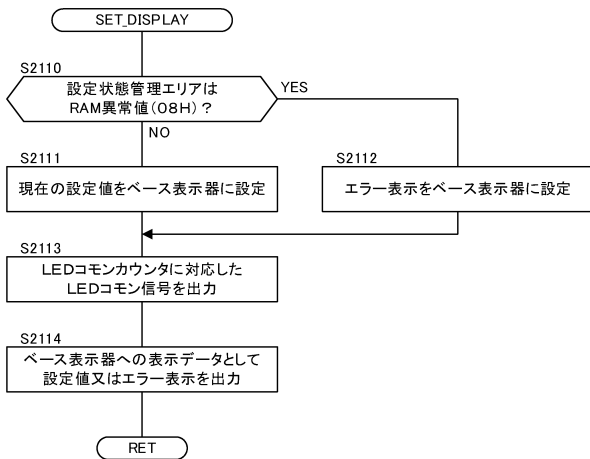 SET_DISPLAY
S2110
設定状態管理エリアは
RAM異常値(08H)?
YES
NO
S2111
現在の設定値をベース表示器に設定
S2112
エラー表示をベース表示器に設定
S2113
LEDコモンカウンタに対応した
LEDコモン信号を出力
S2114
ベース表示器への表示データとして
設定値又はエラー表示を出力
RET